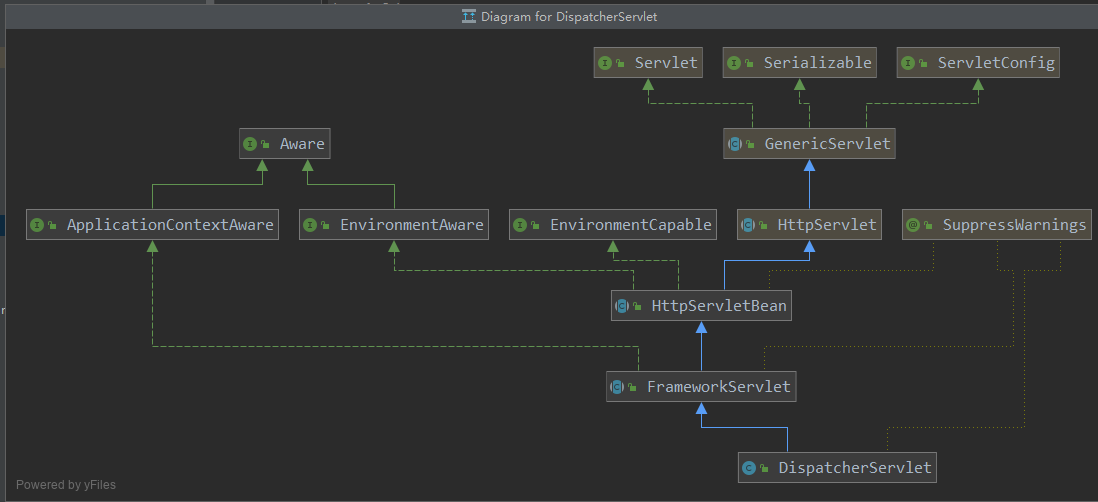 Diagram for DispatcherServlet
Servlet
Serializable
ServletConfig
Aware
GenericServlet
ApplicationContextAware
EnvironmentAware
EnvironmentCapable
HttpServlet
SuppressWarnings
HttpServletBean
FrameworkServlet
DispatcherServlet
Powered by yFiles